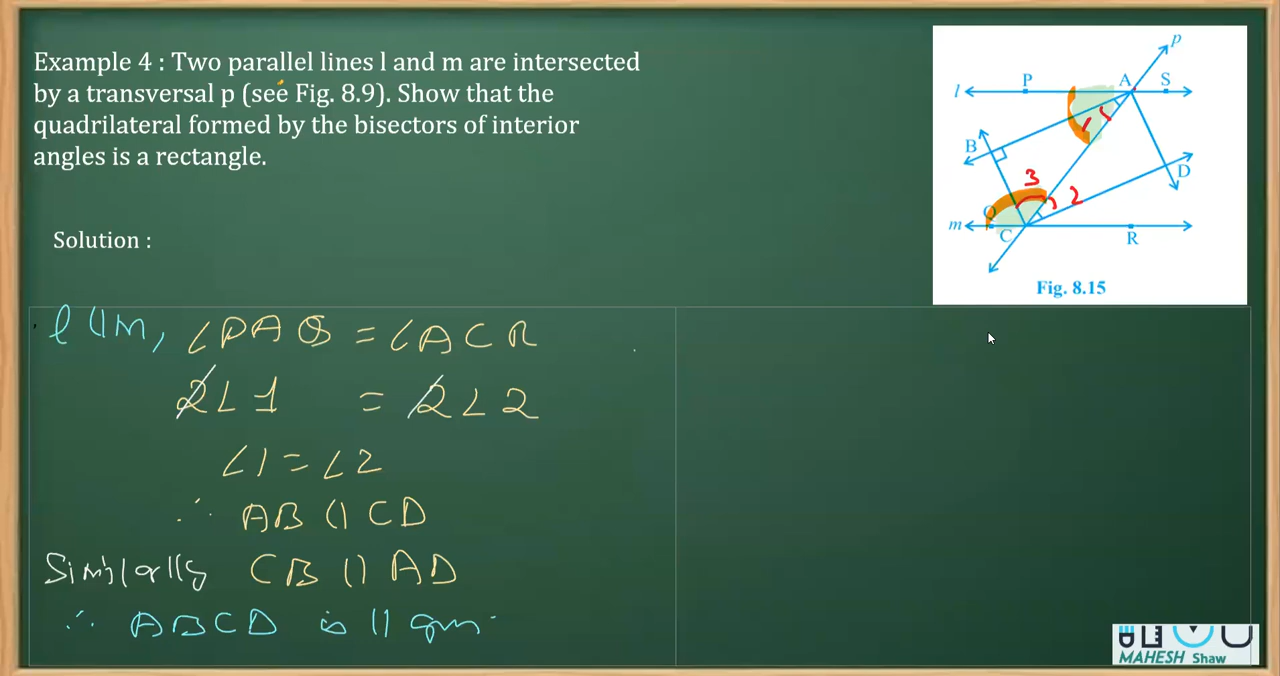 Example 4 : Two parallel lines l and m are intersected
by a transversal p (see Fig. 8.9). Show that the
quadrilateral formed by the bisectors of interior
angles is a rectangle.
Solution :
l || m, ∠PAQ = ∠ACR
2∠1 = 2∠2
∠1 = ∠2
∴ AB || CD
Similarly CB || AD
∴ ABCD is || gm.
p
l P A S
1
B
D
3
2
Q
m C R
Fig. 8.15
MAHESH Shaw